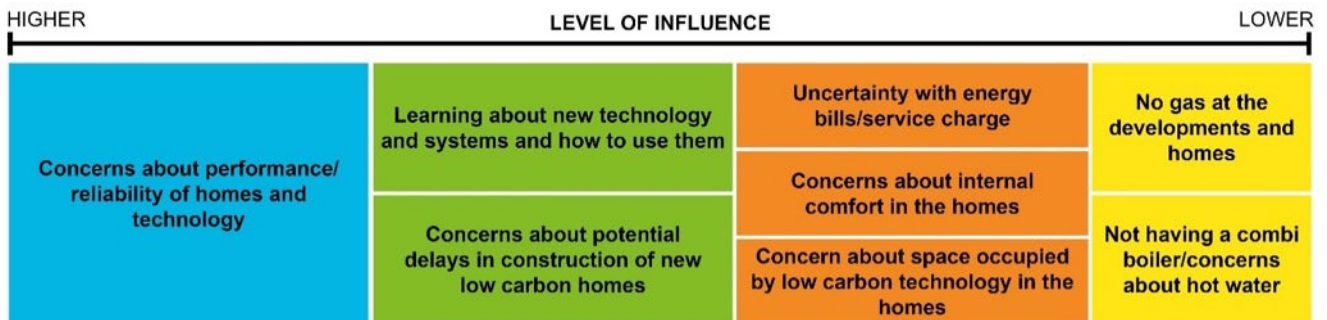 HIGHER
LEVEL OF INFLUENCE
LOWER
Concerns about performance/
reliability of homes and
technology
Learning about new technology
and systems and how to use them
Concerns about potential
delays in construction of new
low carbon homes
Uncertainty with energy
bills/service charge
Concerns about internal
comfort in the homes
Concern about space occupied
by low carbon technology in the
homes
No gas at the
developments and
homes
Not having a combi
boiler/concerns
about hot water